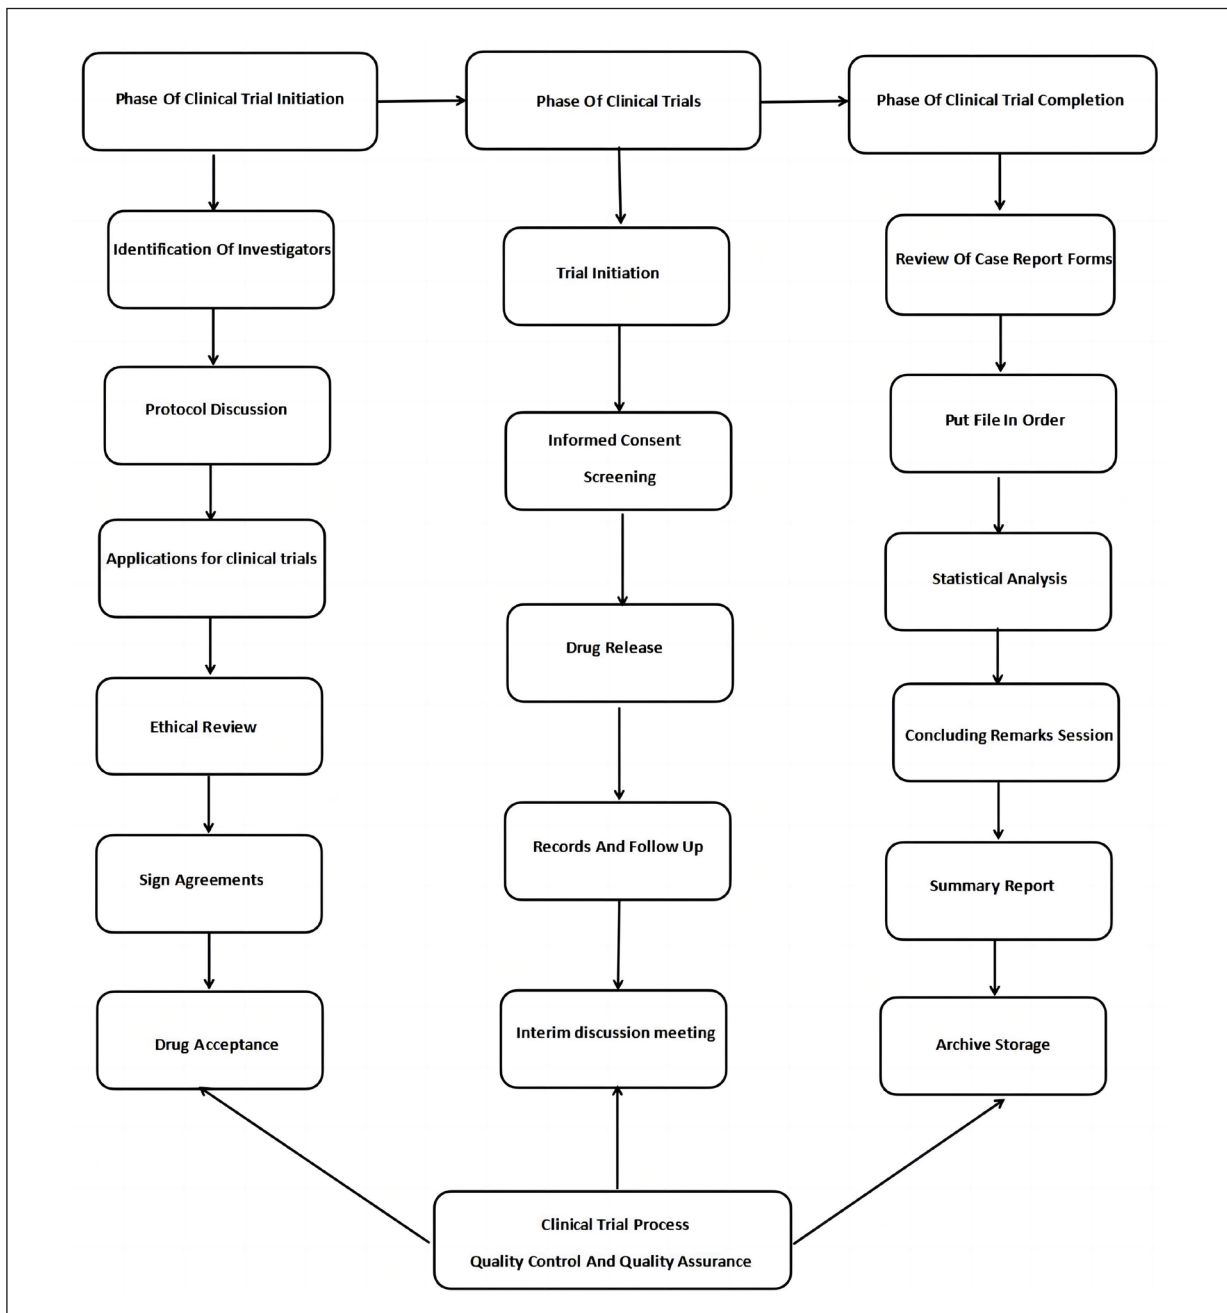 Phase Of Clinical Trial Initiation
Phase Of Clinical Trials
Phase Of Clinical Trial Completion
Identification Of Investigators
Protocol Discussion
Applications for clinical trials
Ethical Review
Sign Agreements
Drug Acceptance
Trial Initiation
Informed Consent
Screening
Drug Release
Records And Follow Up
Interim discussion meeting
Review Of Case Report Forms
Put File In Order
Statistical Analysis
Concluding Remarks Session
Summary Report
Archive Storage
Clinical Trial Process
Quality Control And Quality Assurance